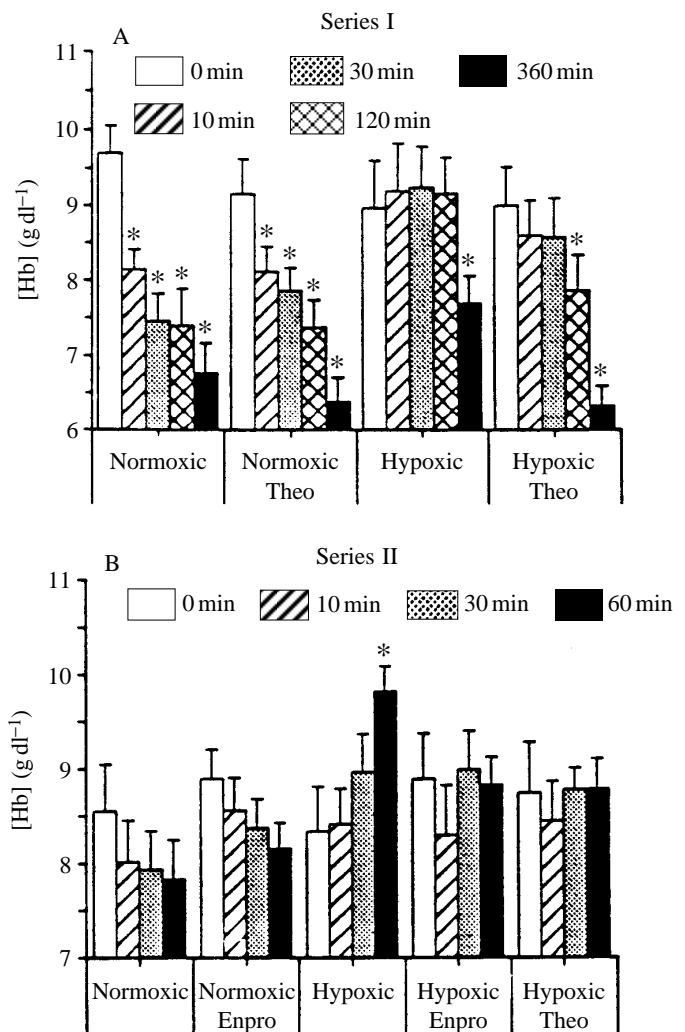 Series I
A
0 min
30 min
360 min
10 min
120 min
11
10
9
8
7
6
[Hb] (g dl⁻¹)
* * * *
* * * *
*
* *
Normoxic
Normoxic Theo
Hypoxic
Hypoxic Theo
Series II
B
0 min
10 min
30 min
60 min
11
10
9
8
7
[Hb] (g dl⁻¹)
*
Normoxic
Normoxic Enpro
Hypoxic
Hypoxic Enpro
Hypoxic Theo